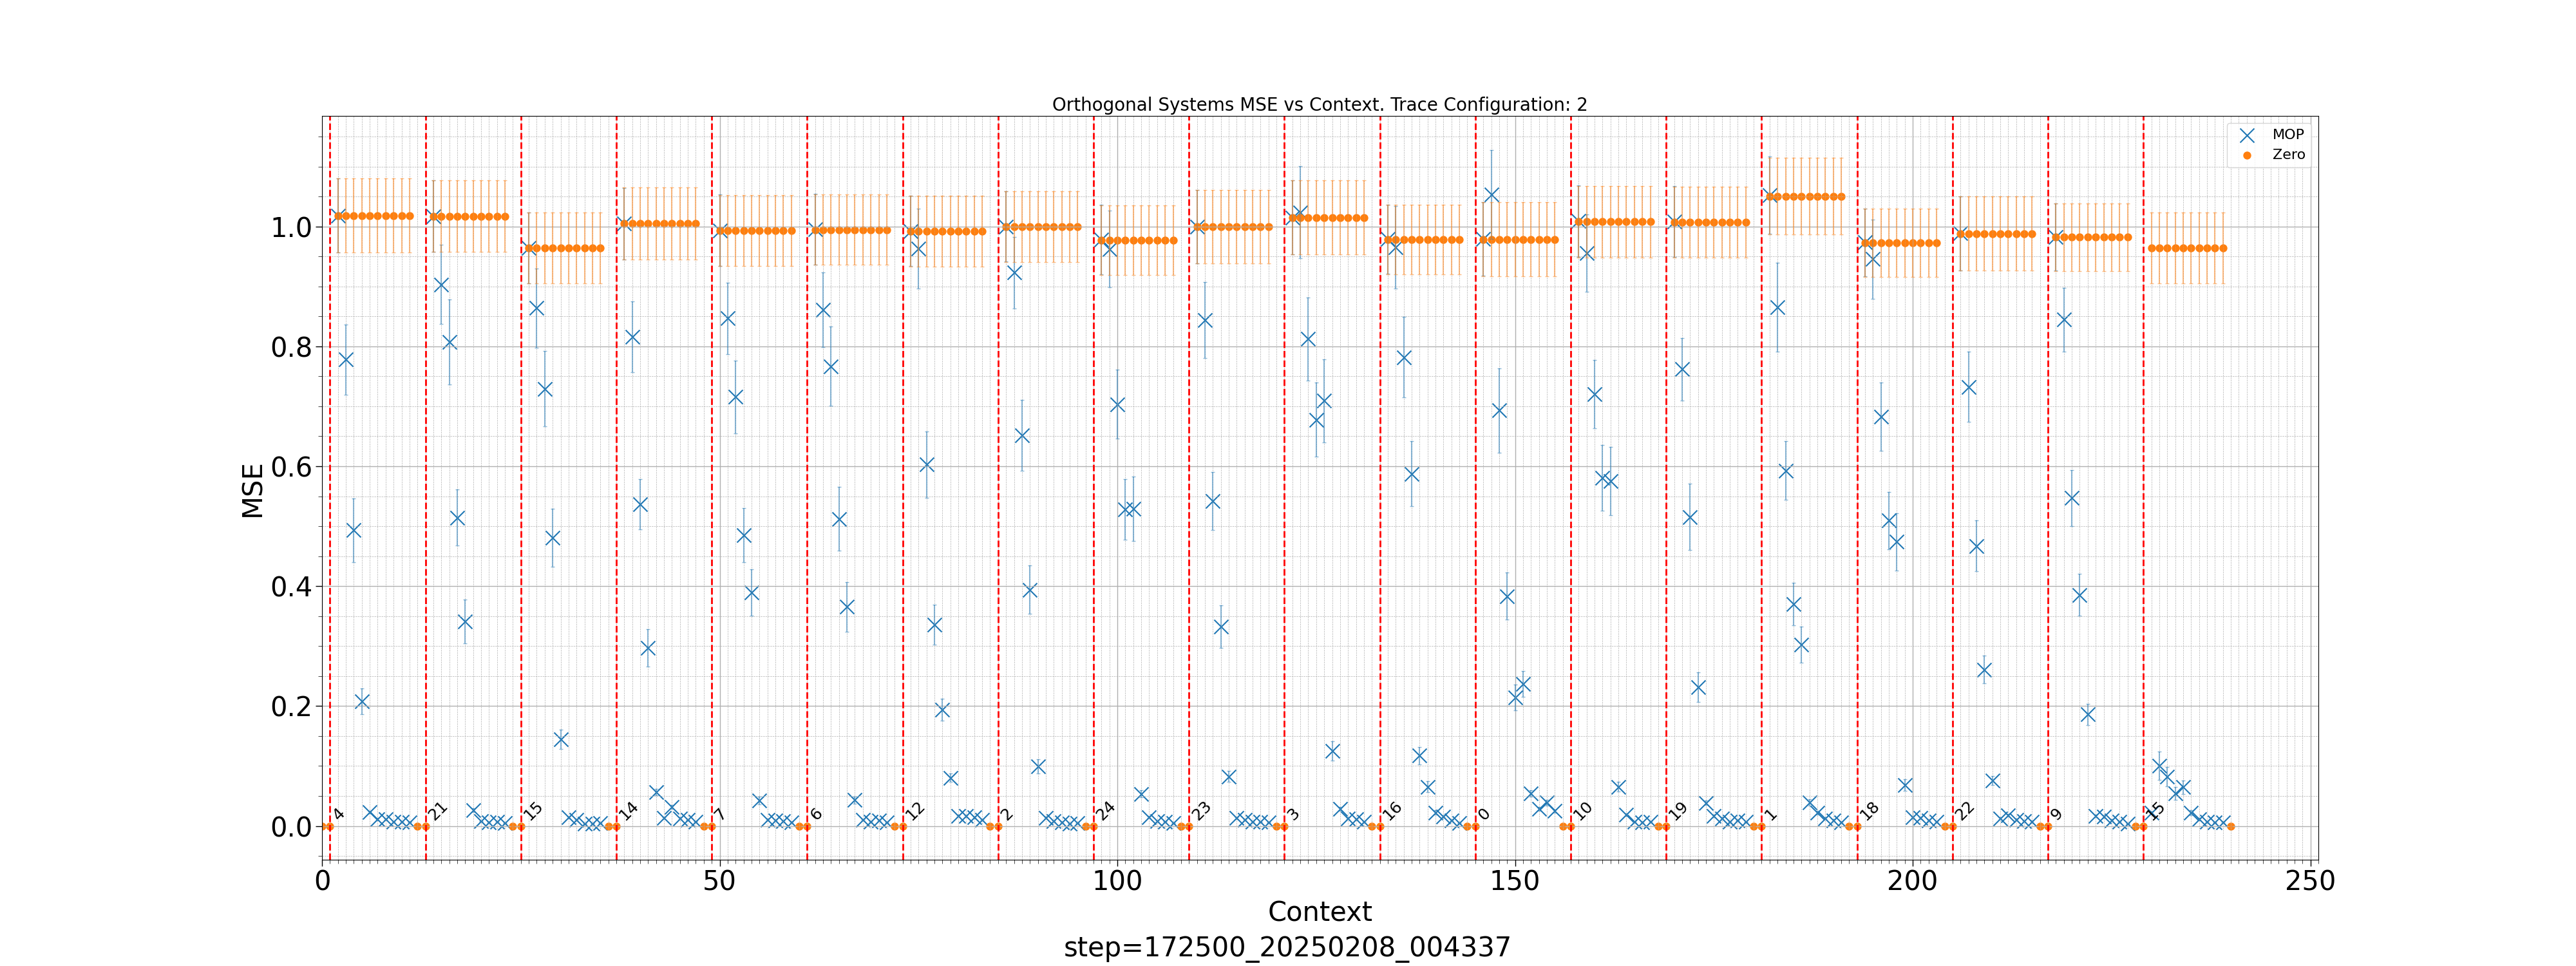 Orthogonal Systems MSE vs Context. Trace Configuration: 2
MOP
Zero
1.0
0.8
0.6
0.4
0.2
0.0
MSE
4 21 15 14 7 6 12 2 24 23 3 16 0 10 19 1 18 22 9 15
0 50 100 150 200 250
Context
step=172500_20250208_004337